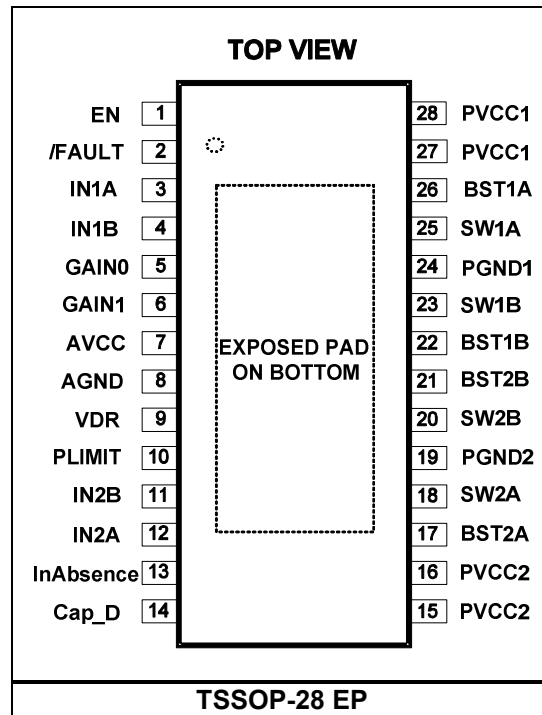 TOP VIEW
EN 1 28 PVCC1
/FAULT 2 27 PVCC1
IN1A 3 26 BST1A
IN1B 4 25 SW1A
GAIN0 5 24 PGND1
GAIN1 6 23 SW1B
AVCC 7 22 BST1B
EXPOSED PAD
ON BOTTOM
AGND 8 21 BST2B
VDR 9 20 SW2B
PLIMIT 10 19 PGND2
IN2B 11 18 SW2A
IN2A 12 17 BST2A
InAbsence 13 16 PVCC2
Cap_D 14 15 PVCC2
TSSOP-28 EP